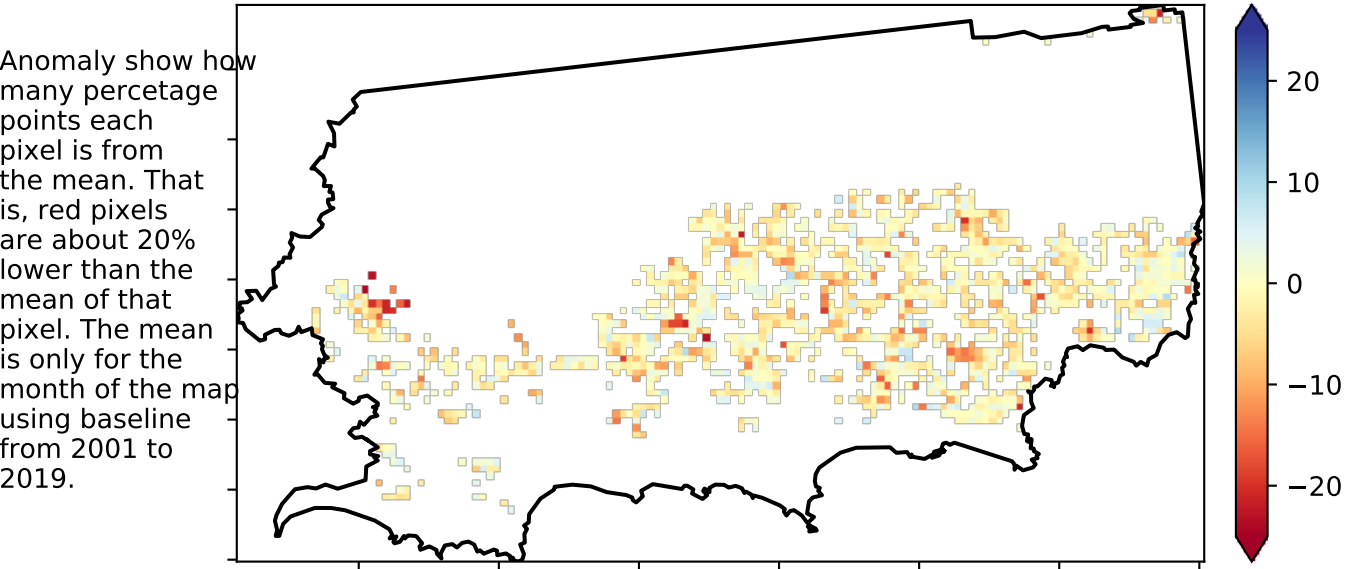 Anomaly show how
many percetage
points each
pixel is from
the mean. That
is, red pixels
are about 20%
lower than the
mean of that
pixel. The mean
is only for the
month of the map
using baseline
from 2001 to
2019.
20
10
0
−10
−20